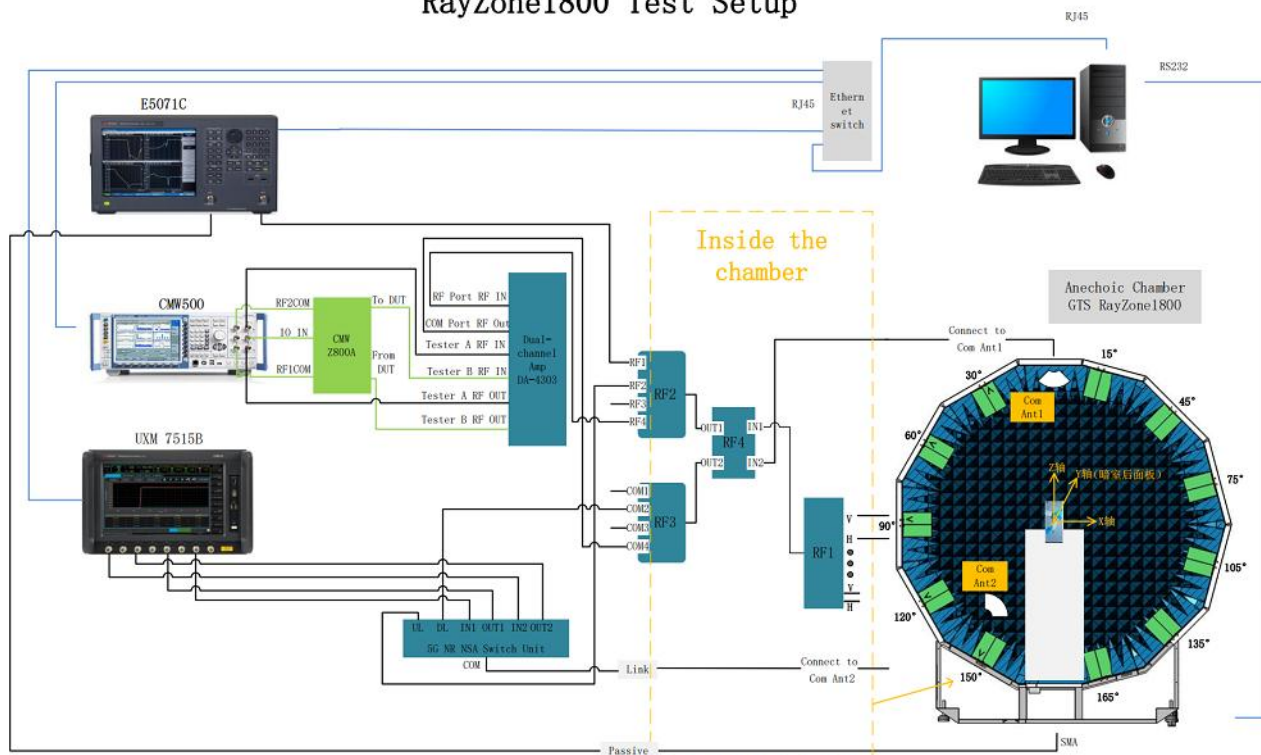 RayZone1800 Test Setup
RJ45
RS232
E5071C
RJ45
Ethern
et
switch
Inside the
chamber
Anechoic Chamber
GTS RayZone1800
CMW500
RF2COM
IO IN
RF1COM
CMW
Z800A
To DUT
From
DUT
RF Port RF IN
COM Port RF Out
Tester A RF IN
Tester B RF IN
Tester A RF OUT
Tester B RF OUT
Dual-
channel
Amp
DA-4303
RF1
RF2
RF3
RF4
RF2
OUT1
OUT2
RF4
IN1
IN2
COM1
COM2
COM3
COM4
RF3
RF1
V
H
V
H
Connect to
Com Ant1
15°
30°
45°
60°
75°
90°
105°
120°
135°
150°
165°
Com
Ant1
Com
Ant2
Z轴
Y轴(暗室后面板)
X轴
UXM 7515B
UL DL IN1 OUT1 IN2 OUT2
5G NR NSA Switch Unit
COM
Link
Connect to
Com Ant2
Passive
SMA